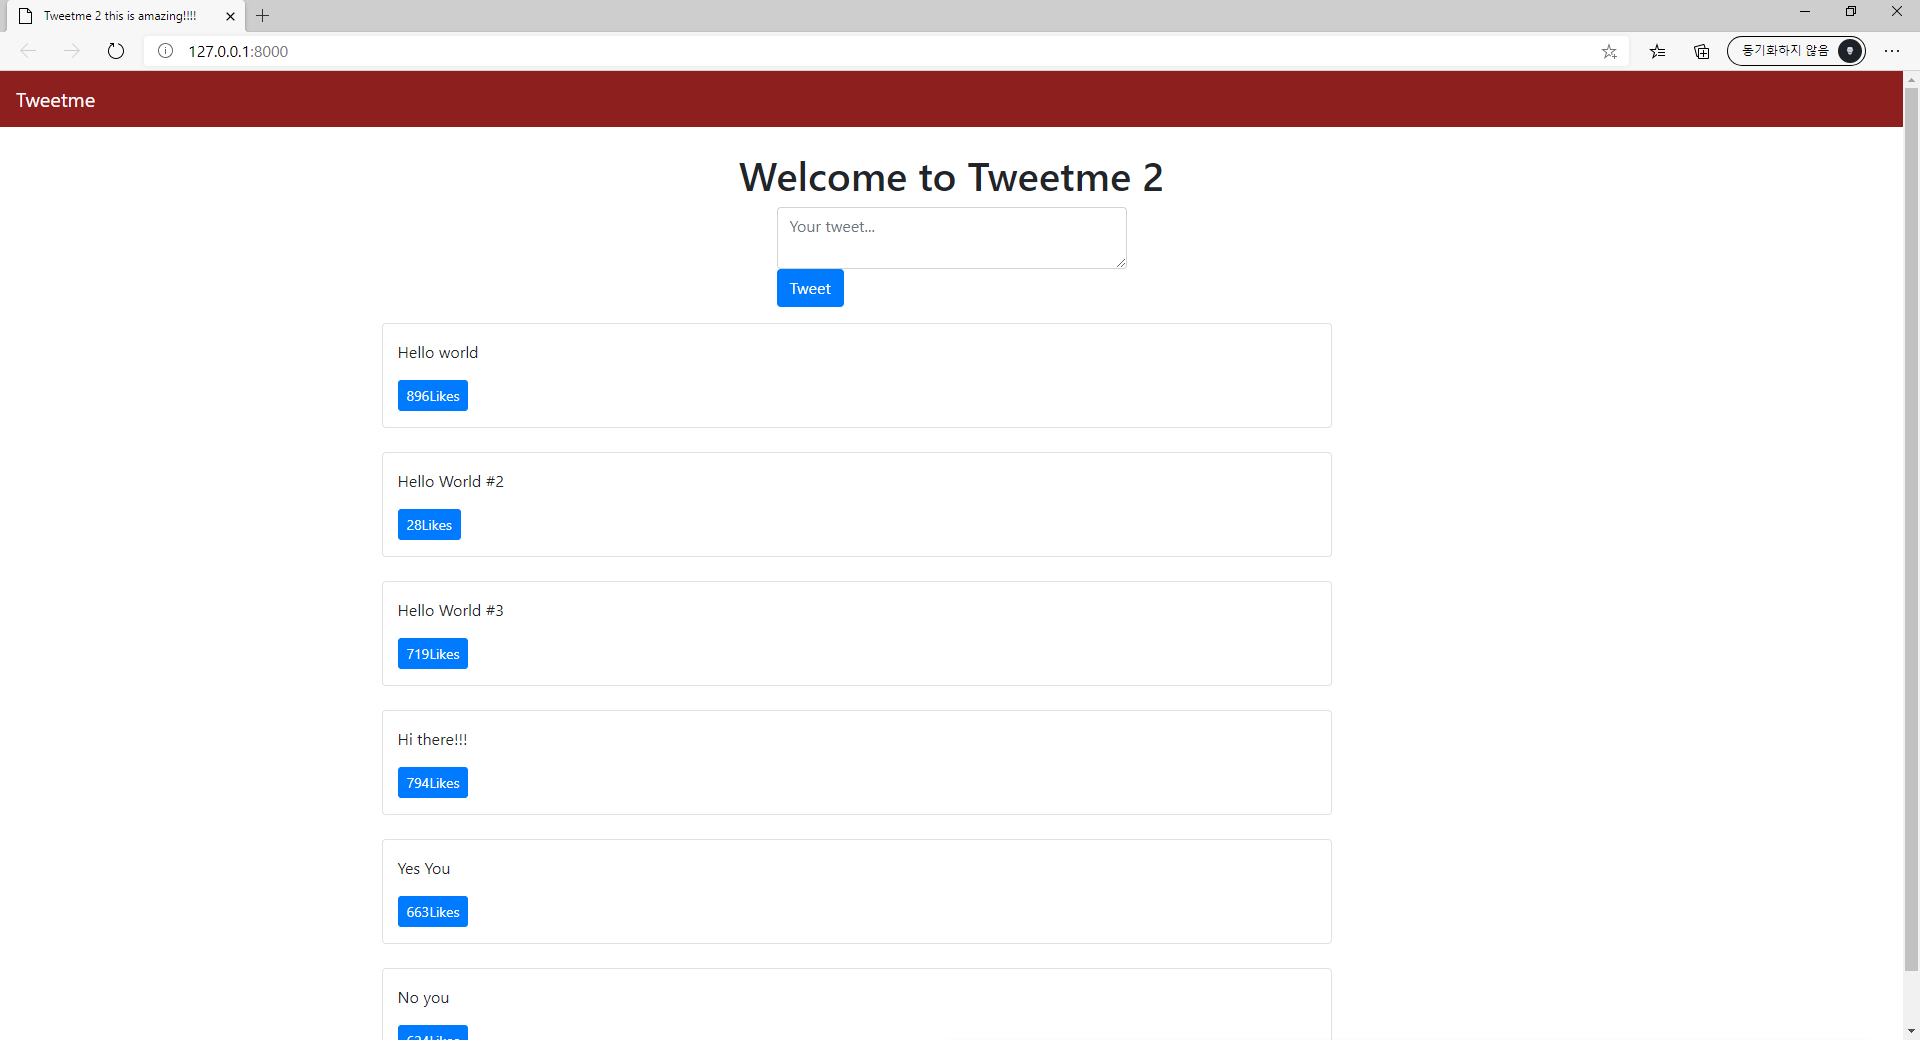 Tweetme 2 this is amazing!!!!
127.0.0.1:8000
동기화하지 않음
Tweetme
Welcome to Tweetme 2
Your tweet...
Tweet
Hello world
896Likes
Hello World #2
28Likes
Hello World #3
719Likes
Hi there!!!
794Likes
Yes You
663Likes
No you